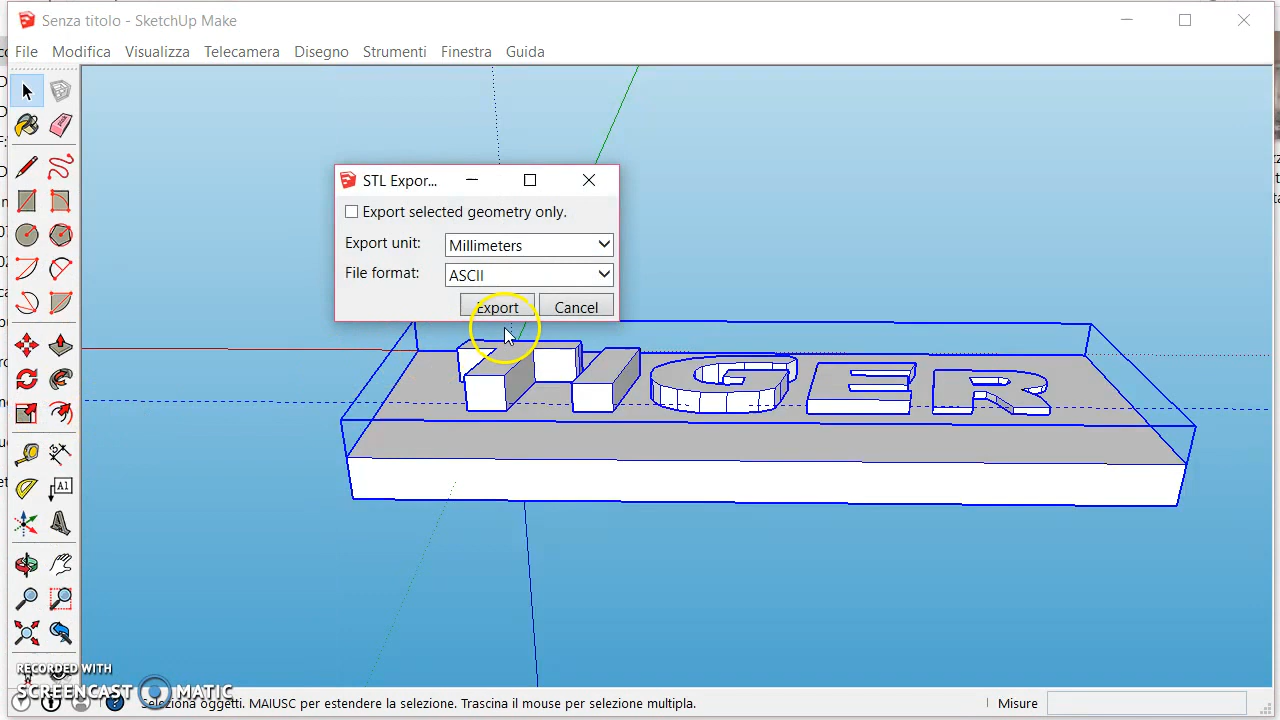 Senza titolo - SketchUp Make
File Modifica Visualizza Telecamera Disegno Strumenti Finestra Guida
STL Expor...
Export selected geometry only.
Export unit: Millimeters
File format: ASCII
Export Cancel
TIGER
A1
RECORDED WITH
SCREENCAST MATIC
Seleziona oggetti. MAIUSC per estendere la selezione. Trascina il mouse per selezione multipla.
Misure